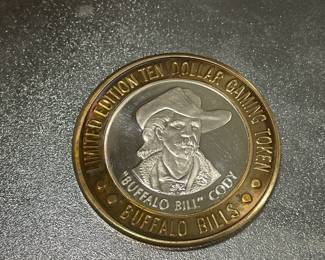 LIMITED EDITION TEN DOLLAR GAMING TOKEN
"BUFFALO BILL" CODY
BUFFALO BILLS